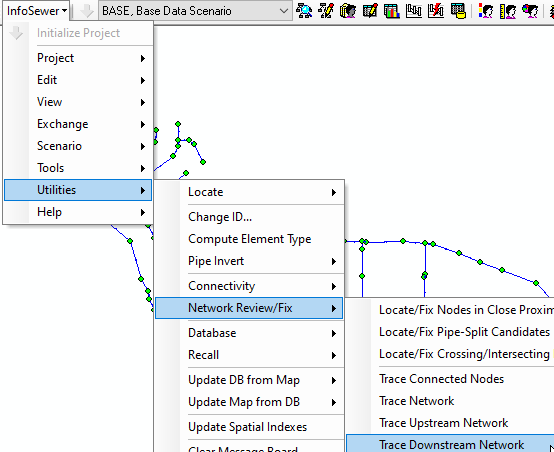 InfoSewer
BASE, Base Data Scenario
Initialize Project
Project
Edit
View
Exchange
Scenario
Tools
Utilities
Help
Locate
Change ID...
Compute Element Type
Pipe Invert
Connectivity
Network Review/Fix
Database
Recall
Update DB from Map
Update Map from DB
Update Spatial Indexes
Clear Message Board
Locate/Fix Nodes in Close Proxim
Locate/Fix Pipe-Split Candidates
Locate/Fix Crossing/Intersecting
Trace Connected Nodes
Trace Network
Trace Upstream Network
Trace Downstream Network